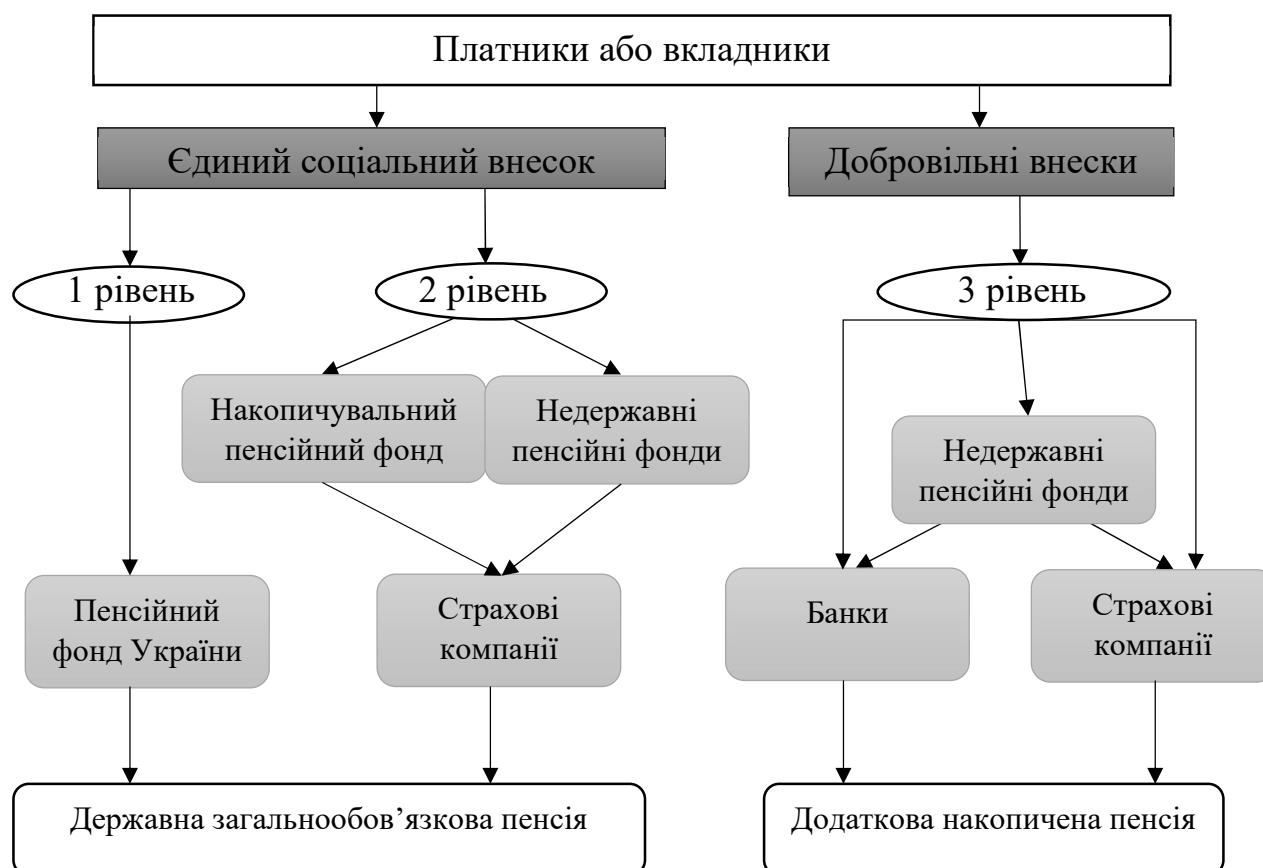 Платники або вкладники
Єдиний соціальний внесок
Добровільні внески
1 рівень
2 рівень
3 рівень
Накопичувальний
пенсійний фонд
Недержавні
пенсійні фонди
Недержавні
пенсійні фонди
Пенсійний
фонд України
Страхові
компанії
Банки
Страхові
компанії
Державна загальнообов’язкова пенсія
Додаткова накопичена пенсія